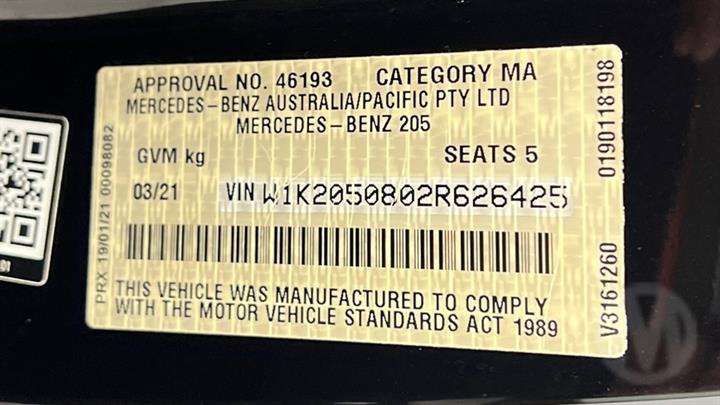 APPROVAL NO. 46193 CATEGORY MA
MERCEDES-BENZ AUSTRALIA/PACIFIC PTY LTD
MERCEDES-BENZ 205
GVM kg SEATS 5
03/21 VIN W1K2050802R626425
THIS VEHICLE WAS MANUFACTURED TO COMPLY
WITH THE MOTOR VEHICLE STANDARDS ACT 1989
PRX 19/01/21 00098082
0190118198
V3161260